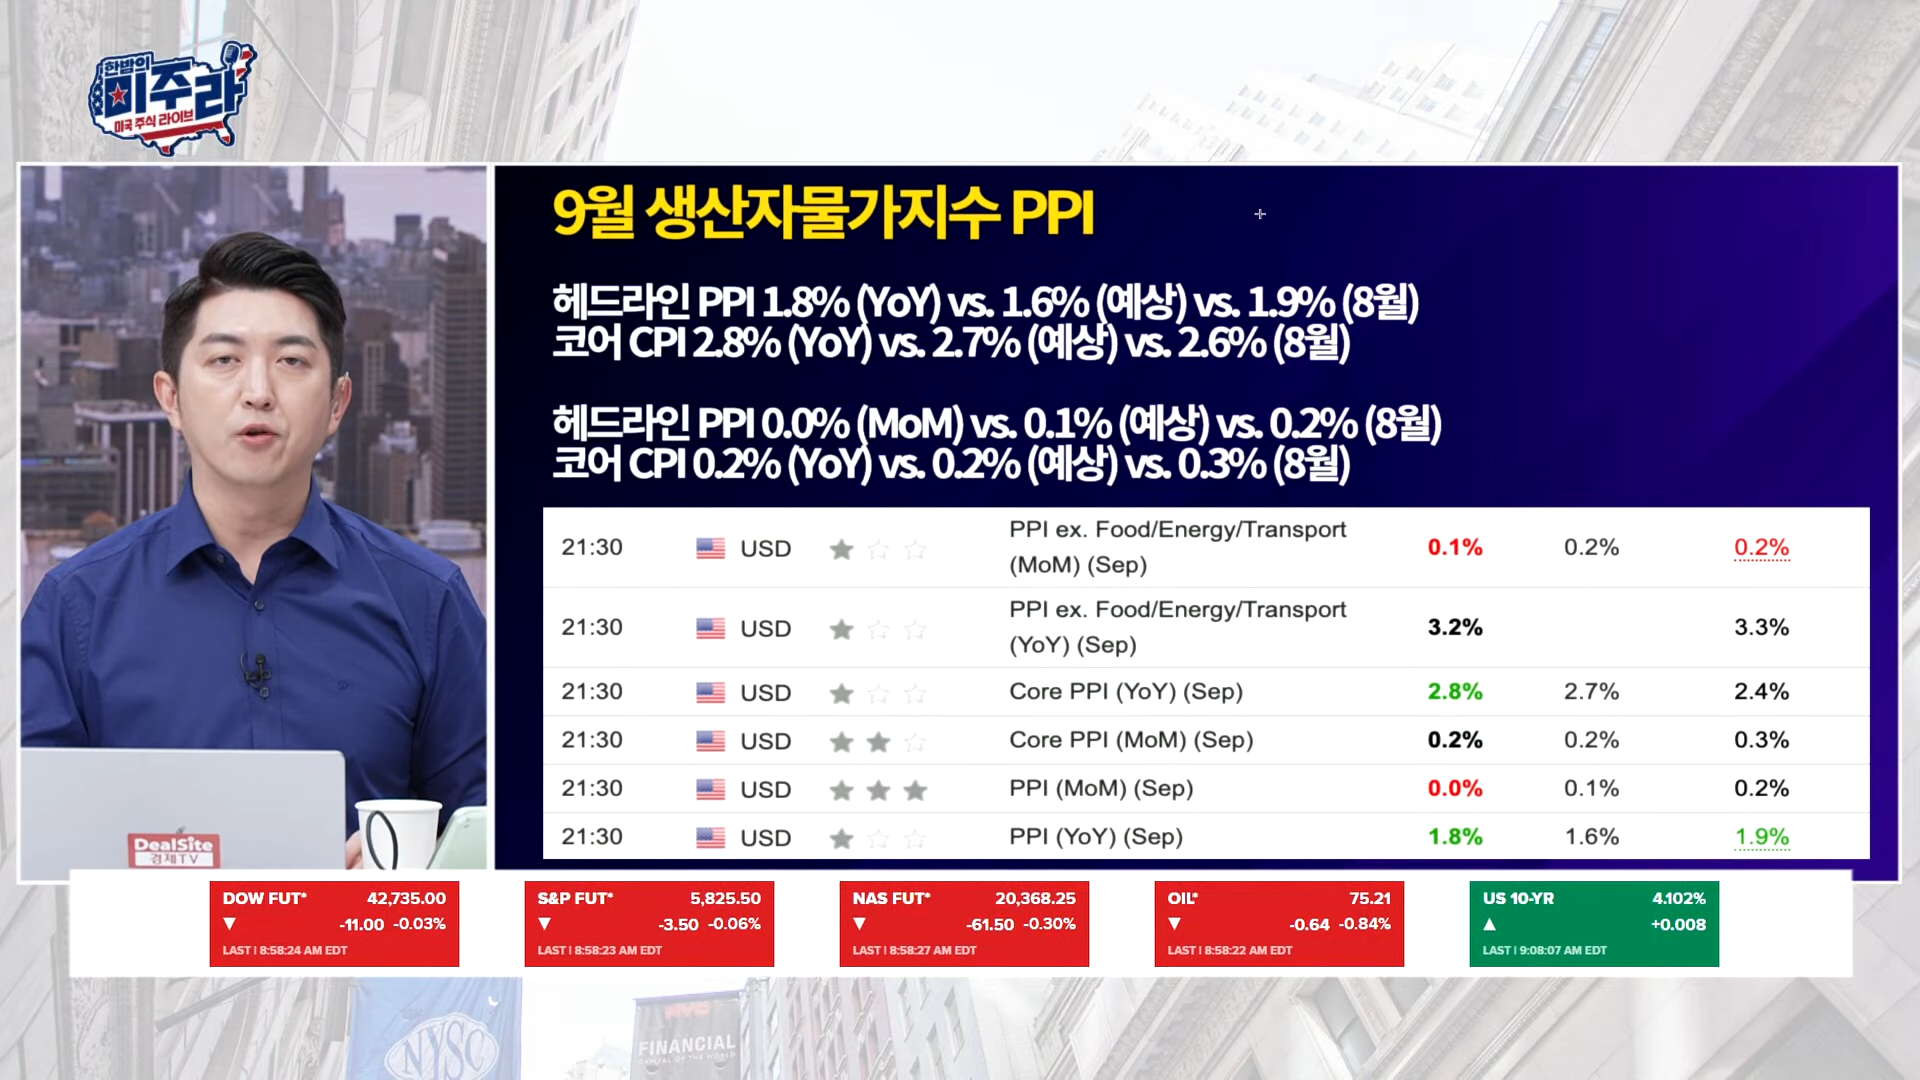 한밤의
미주라
미국 주식 라이브
9월 생산자물가지수 PPI
헤드라인 PPI 1.8% (YoY) vs. 1.6% (예상) vs. 1.9% (8월)
코어 CPI 2.8% (YoY) vs. 2.7% (예상) vs. 2.6% (8월)
헤드라인 PPI 0.0% (MoM) vs. 0.1% (예상) vs. 0.2% (8월)
코어 CPI 0.2% (YoY) vs. 0.2% (예상) vs. 0.3% (8월)
21:30 USD PPI ex. Food/Energy/Transport (MoM) (Sep) 0.1% 0.2% 0.2%
21:30 USD PPI ex. Food/Energy/Transport (YoY) (Sep) 3.2% 3.3%
21:30 USD Core PPI (YoY) (Sep) 2.8% 2.7% 2.4%
21:30 USD Core PPI (MoM) (Sep) 0.2% 0.2% 0.3%
21:30 USD PPI (MoM) (Sep) 0.0% 0.1% 0.2%
21:30 USD PPI (YoY) (Sep) 1.8% 1.6% 1.9%
DealSite
경제TV
DOW FUT* 42,735.00
▼ -11.00 -0.03%
LAST | 8:58:24 AM EDT
S&P FUT* 5,825.50
▼ -3.50 -0.06%
LAST | 8:58:23 AM EDT
NAS FUT* 20,368.25
▼ -61.50 -0.30%
LAST | 8:58:27 AM EDT
OIL* 75.21
▼ -0.64 -0.84%
LAST | 8:58:22 AM EDT
US 10-YR 4.102%
▲ +0.008
LAST | 9:08:07 AM EDT
NYSC
NYC
FINANCIAL
CAPITAL OF THE WORLD